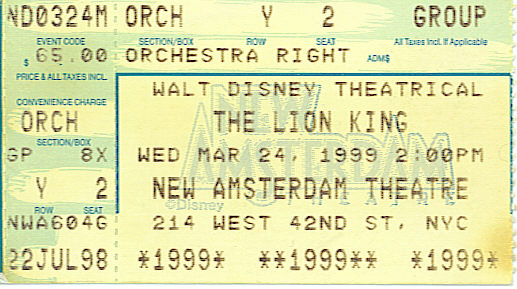 ND0324M ORCH Y 2 GROUP
EVENT CODE SECTION/BOX ROW SEAT All Taxes Incl. If Applicable
$ 65.00 ORCHESTRA RIGHT ADM$
PRICE & ALL TAXES INCL.
WALT DISNEY THEATRICAL
CONVENIENCE CHARGE
NEW AMSTERDAM
ORCH THE LION KING
SECTION/BOX
GP 8X WED MAR 24, 1999 2:00PM
Y 2 NEW AMSTERDAM THEATRE
ROW SEAT ©Disney
NWA604G 214 WEST 42ND ST, NYC
22JUL98 *1999* **1999** *1999*